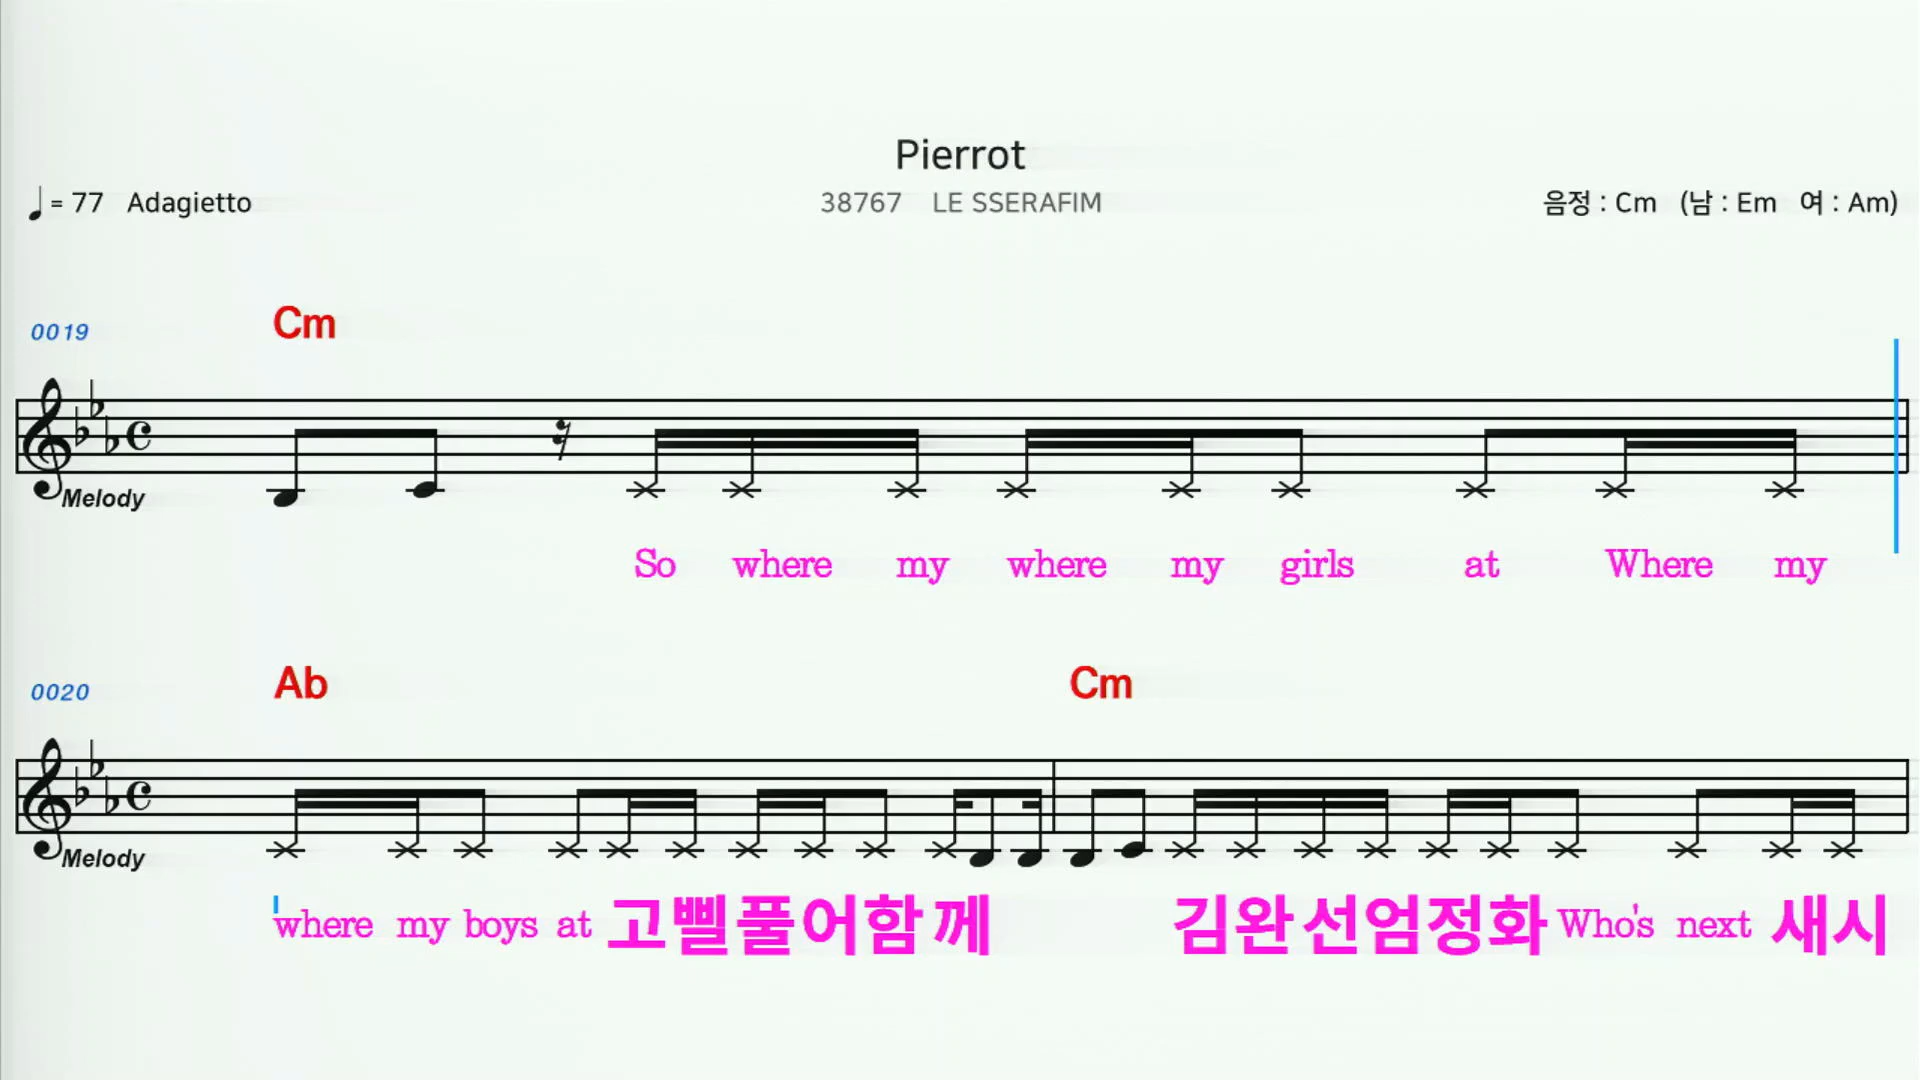 Pierrot
= 77 Adagietto
38767 LE SSERAFIM
음정 : Cm (남 : Em 여 : Am)
0019
Cm
Melody
So where my where my girls at Where my
0020
Ab Cm
Melody
where my boys at 고삘풀어함께 김완선엄정화 Who's next 새시